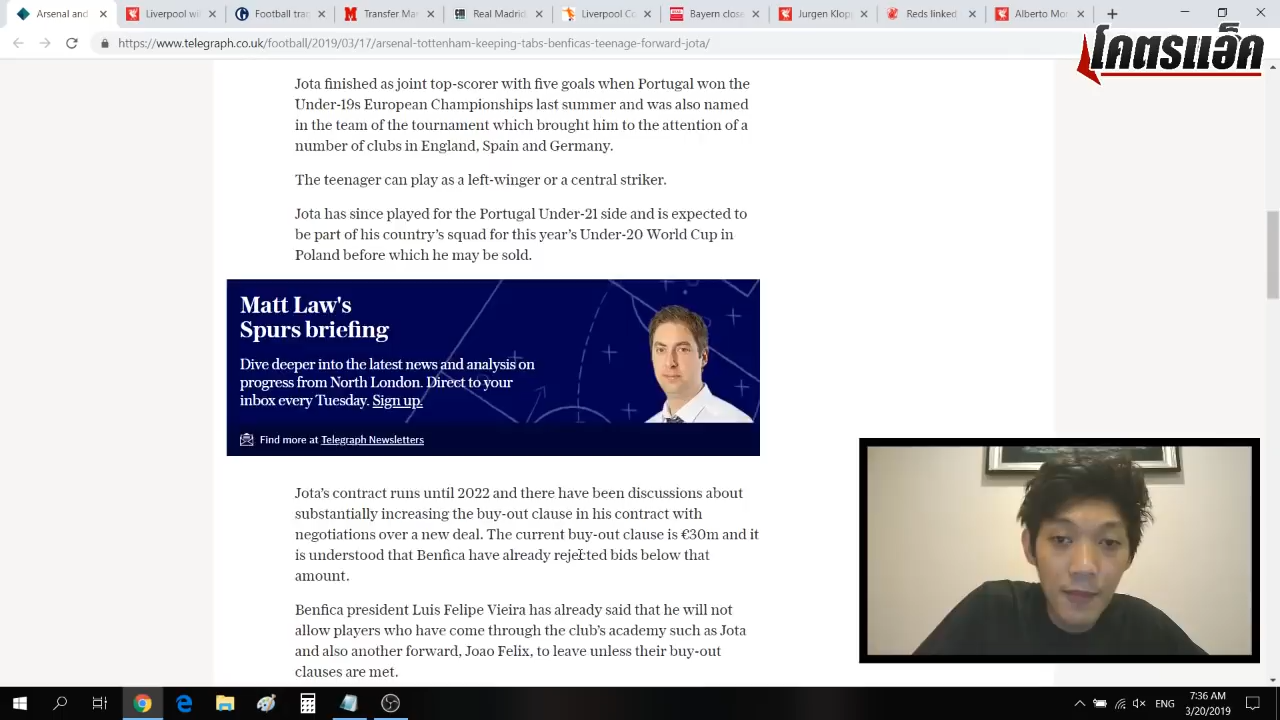 Arsenal and
Liverpool wi
Football tra
Transfer Ma
Real Madrid
Liverpool Co
Bayern close
Jurgen Klopp
Reds linked
Alberto Mor
https://www.telegraph.co.uk/football/2019/03/17/arsenal-tottenham-keeping-tabs-benficas-teenage-forward-jota/
โคตรแอ็ค
Jota finished as joint top-scorer with five goals when Portugal won the
Under-19s European Championships last summer and was also named
in the team of the tournament which brought him to the attention of a
number of clubs in England, Spain and Germany.
The teenager can play as a left-winger or a central striker.
Jota has since played for the Portugal Under-21 side and is expected to
be part of his country's squad for this year's Under-20 World Cup in
Poland before which he may be sold.
Matt Law's
Spurs briefing
Dive deeper into the latest news and analysis on
progress from North London. Direct to your
inbox every Tuesday. Sign up.
Find more at Telegraph Newsletters
Jota's contract runs until 2022 and there have been discussions about
substantially increasing the buy-out clause in his contract with
negotiations over a new deal. The current buy-out clause is €30m and it
is understood that Benfica have already rejected bids below that
amount.
Benfica president Luis Felipe Vieira has already said that he will not
allow players who have come through the club's academy such as Jota
and also another forward, Joao Felix, to leave unless their buy-out
clauses are met.
ENG
7:36 AM
3/20/2019